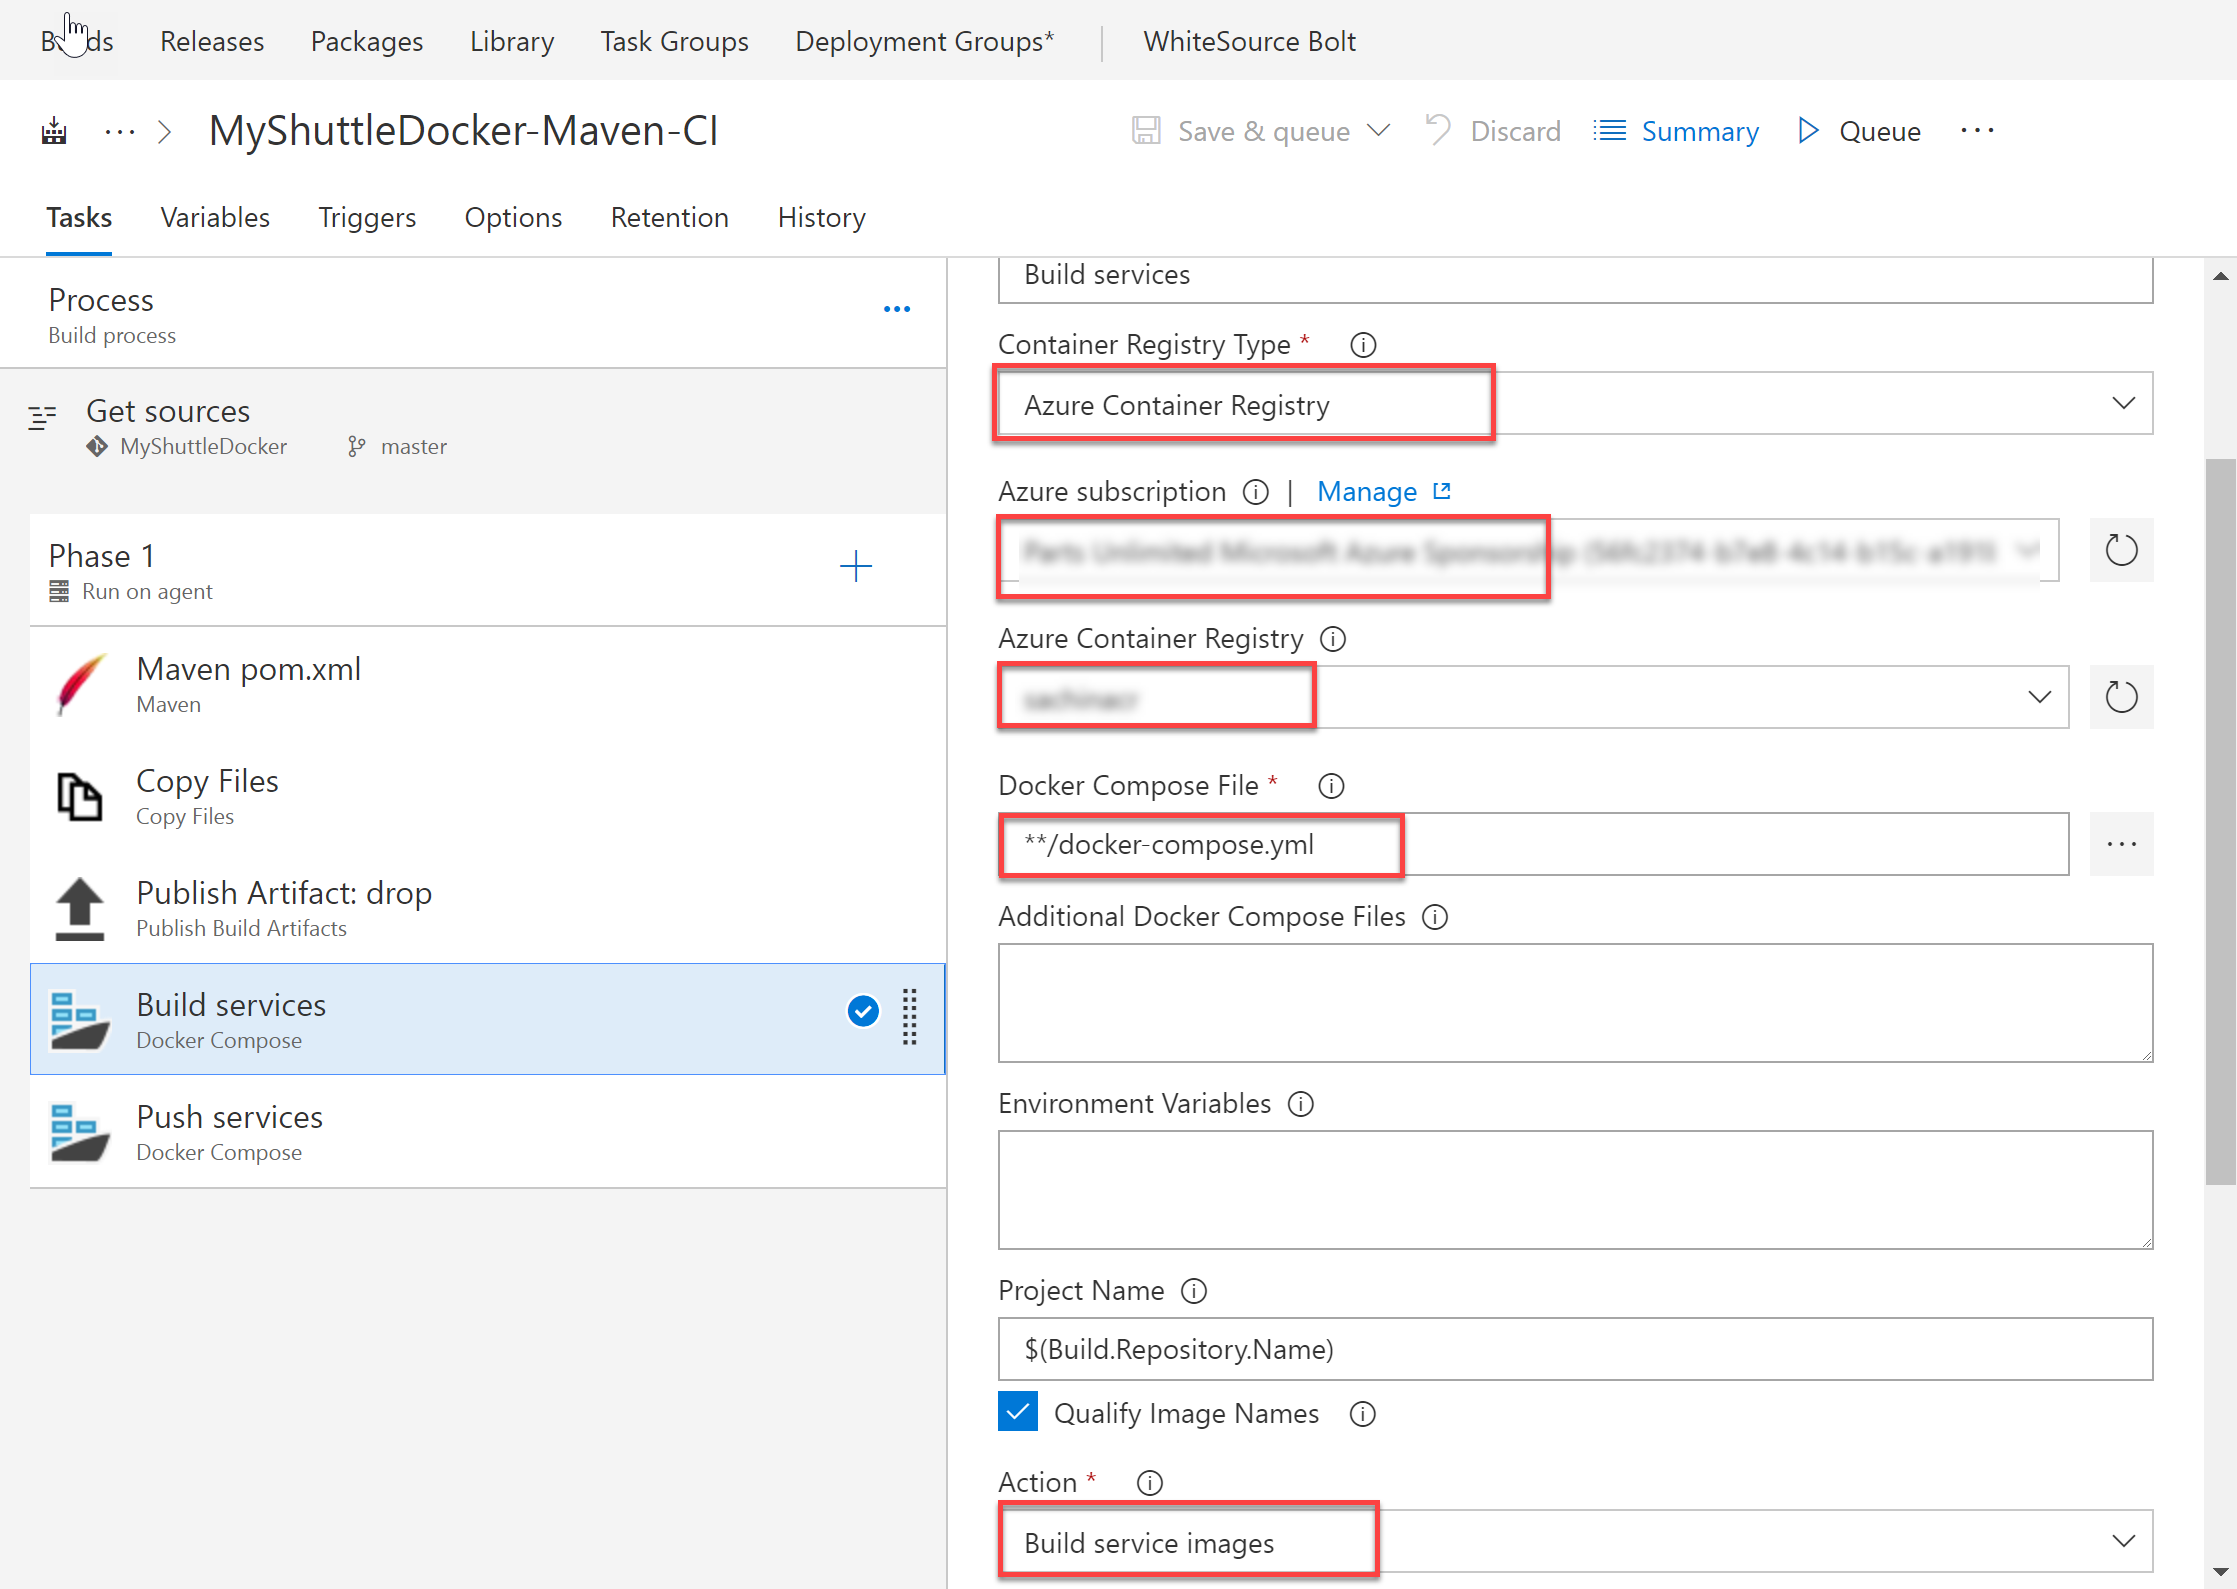 Builds Releases Packages Library Task Groups Deployment Groups* WhiteSource Bolt
... > MyShuttleDocker-Maven-CI Save & queue Discard Summary Queue ...
Tasks Variables Triggers Options Retention History
Process
Build process
Get sources
MyShuttleDocker master
Phase 1
Run on agent
Maven pom.xml
Maven
Copy Files
Copy Files
Publish Artifact: drop
Publish Build Artifacts
Build services
Docker Compose
Push services
Docker Compose
Build services
Container Registry Type *
Azure Container Registry
Azure subscription | Manage
Azure Container Registry
Docker Compose File *
**/docker-compose.yml
Additional Docker Compose Files
Environment Variables
Project Name
$(Build.Repository.Name)
Qualify Image Names
Action *
Build service images